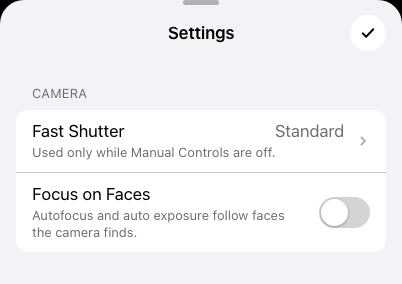 Settings
CAMERA
Fast Shutter
Standard
Used only while Manual Controls are off.
Focus on Faces
Autofocus and auto exposure follow faces
the camera finds.